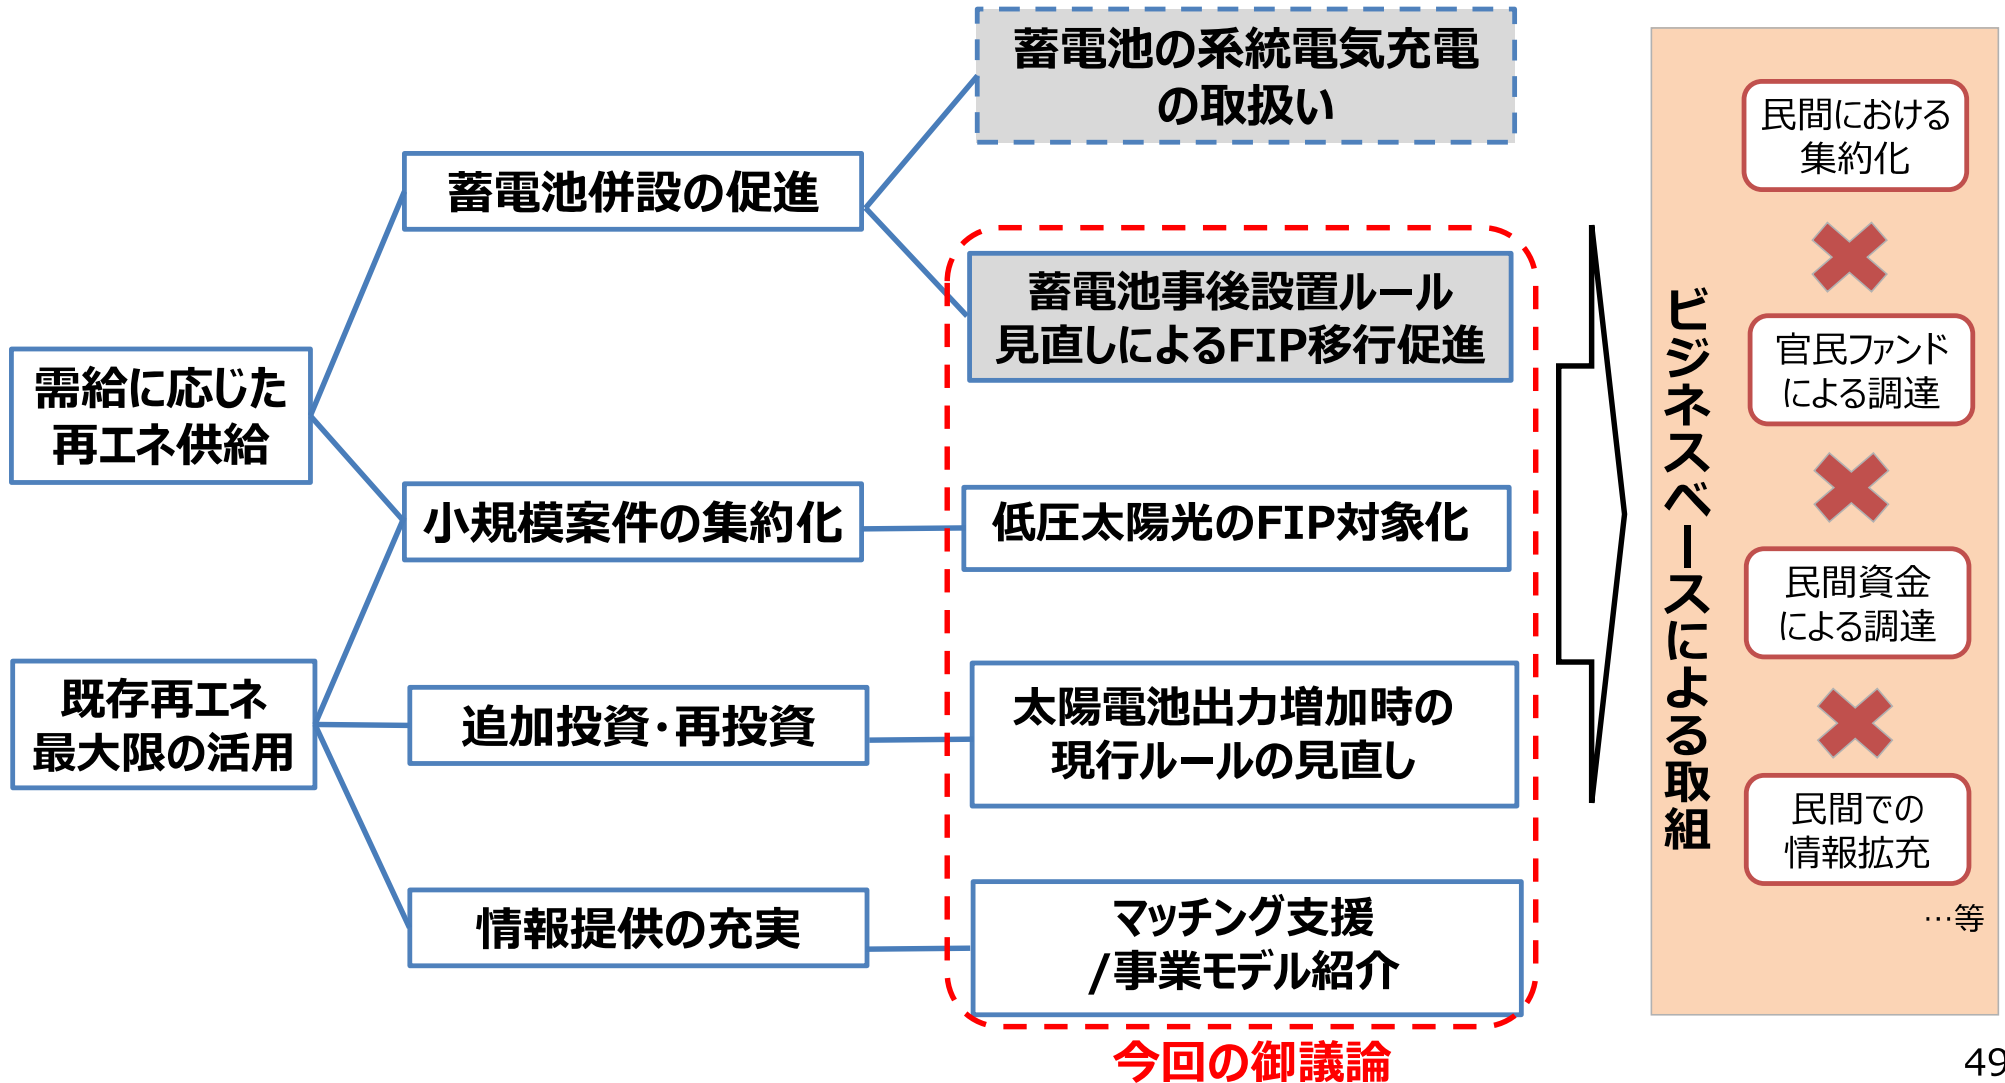 需給に応じた
再エネ供給
既存再エネ
最大限の活用
蓄電池併設の促進
小規模案件の集約化
追加投資・再投資
情報提供の充実
蓄電池の系統電気充電
の取扱い
蓄電池事後設置ルール
見直しによるFIP移行促進
低圧太陽光のFIP対象化
太陽電池出力増加時の
現行ルールの見直し
マッチング支援
/事業モデル紹介
今回の御議論
ビジネスベースによる取組
民間における
集約化
官民ファンド
による調達
民間資金
による調達
民間での
情報拡充
…等
49